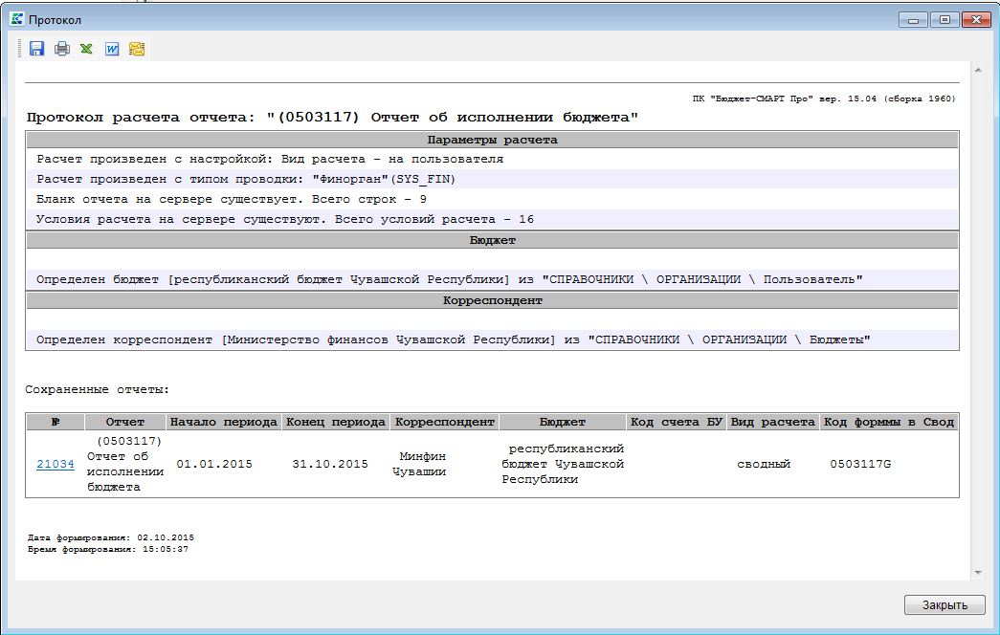 Протокол
ПК "Бюджет-СМАРТ Про" вер. 15.04 (сборка 1960)
Протокол расчета отчета: "(0503117) Отчет об исполнении бюджета"
Параметры расчета
Расчет произведен с настройкой: Вид расчета - на пользователя
Расчет произведен с типом проводки: "Финорган"(SYS_FIN)
Бланк отчета на сервере существует. Всего строк - 9
Условия расчета на сервере существуют. Всего условий расчета - 16
Бюджет
Определен бюджет [республиканский бюджет Чувашской Республики] из "СПРАВОЧНИКИ \ ОРГАНИЗАЦИИ \ Пользователь"
Корреспондент
Определен корреспондент [Министерство финансов Чувашской Республики] из "СПРАВОЧНИКИ \ ОРГАНИЗАЦИИ \ Бюджеты"
Сохраненные отчеты:
№ Отчет Начало периода Конец периода Корреспондент Бюджет Код счета БУ Вид расчета Код форммы в Свод
21034 (0503117) Отчет об исполнении бюджета 01.01.2015 31.10.2015 Минфин Чувашии республиканский бюджет Чувашской Республики сводный 0503117G
Дата формирования: 02.10.2015
Время формирования: 15:05:37
Закрыть